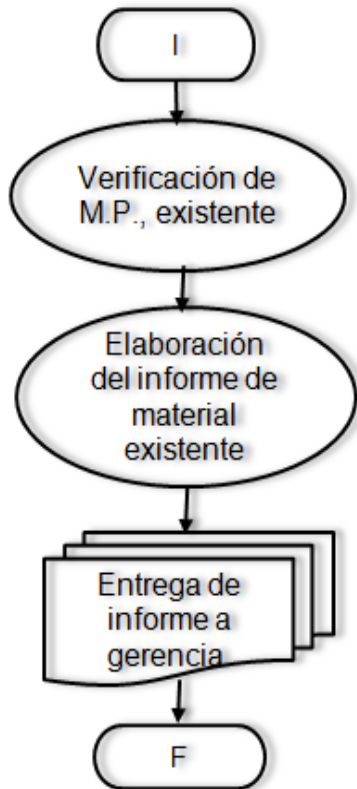 I
Verificación de
M.P., existente
Elaboración
del informe de
material
existente
Entrega de
informe a
gerencia
F